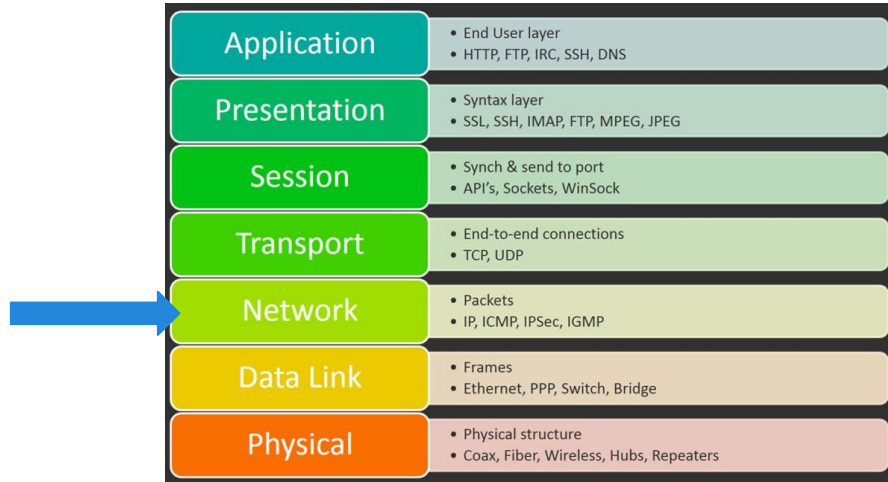 Application
• End User layer
• HTTP, FTP, IRC, SSH, DNS
Presentation
• Syntax layer
• SSL, SSH, IMAP, FTP, MPEG, JPEG
Session
• Synch & send to port
• API's, Sockets, WinSock
Transport
• End-to-end connections
• TCP, UDP
Network
• Packets
• IP, ICMP, IPSec, IGMP
Data Link
• Frames
• Ethernet, PPP, Switch, Bridge
Physical
• Physical structure
• Coax, Fiber, Wireless, Hubs, Repeaters